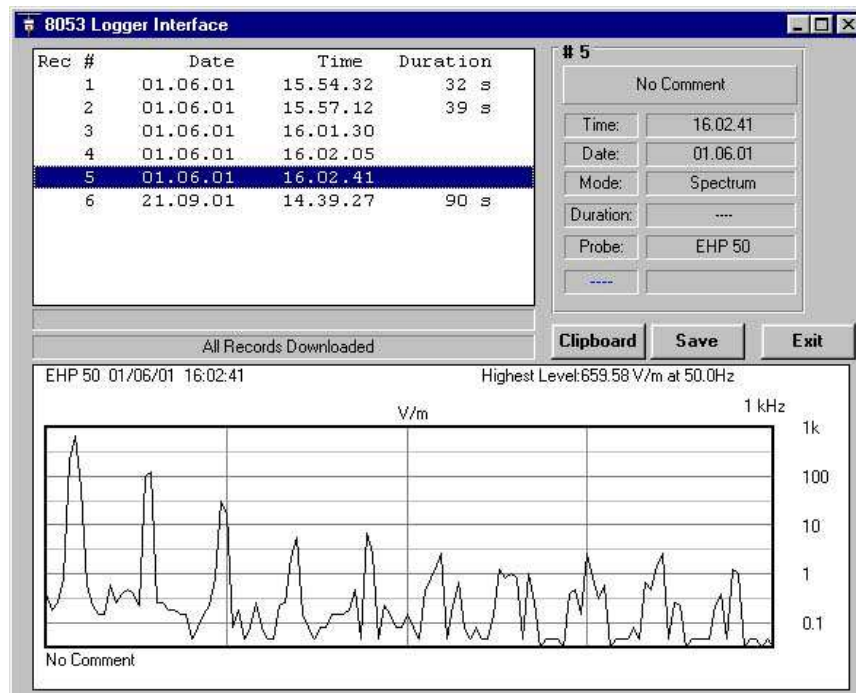 8053 Logger Interface
Rec # Date Time Duration
1 01.06.01 15.54.32 32 s
2 01.06.01 15.57.12 39 s
3 01.06.01 16.01.30
4 01.06.01 16.02.05
5 01.06.01 16.02.41
6 21.09.01 14.39.27 90 s
All Records Downloaded
# 5
No Comment
Time: 16.02.41
Date: 01.06.01
Mode: Spectrum
Duration: ----
Probe: EHP 50
----
Clipboard Save Exit
EHP 50 01/06/01 16:02:41 Highest Level:659.58 V/m at 50.0Hz
V/m 1 kHz
1k
100
10
1
0.1
No Comment